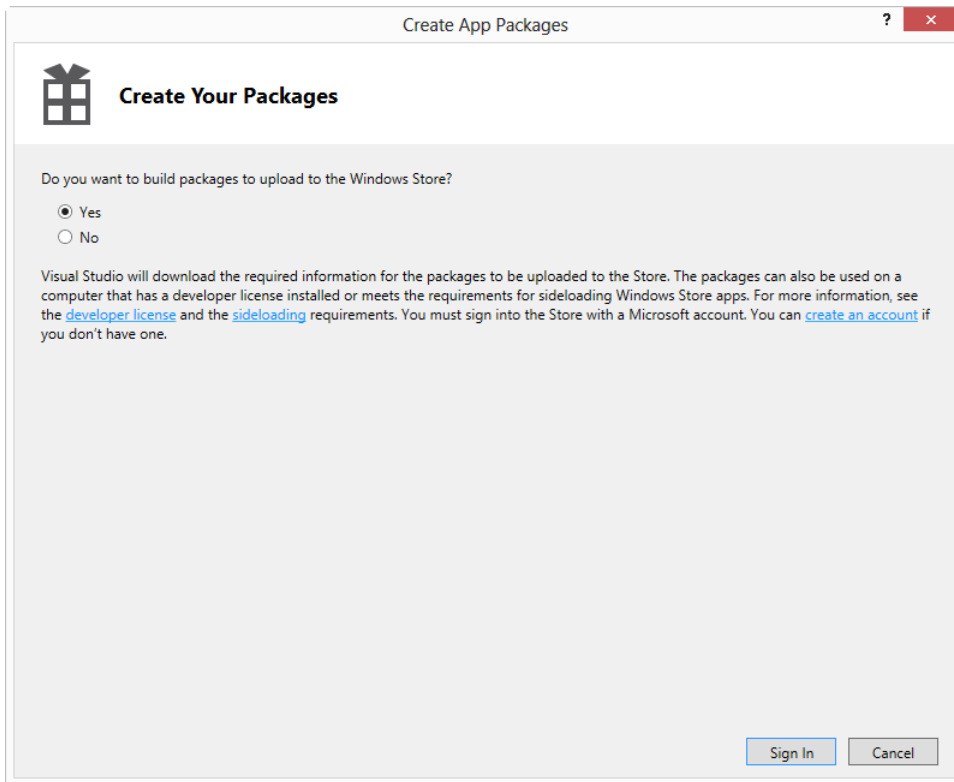 Create App Packages
?
Create Your Packages
Do you want to build packages to upload to the Windows Store?
Yes
No
Visual Studio will download the required information for the packages to be uploaded to the Store. The packages can also be used on a
computer that has a developer license installed or meets the requirements for sideloading Windows Store apps. For more information, see
the developer license and the sideloading requirements. You must sign into the Store with a Microsoft account. You can create an account if
you don’t have one.
Sign In
Cancel